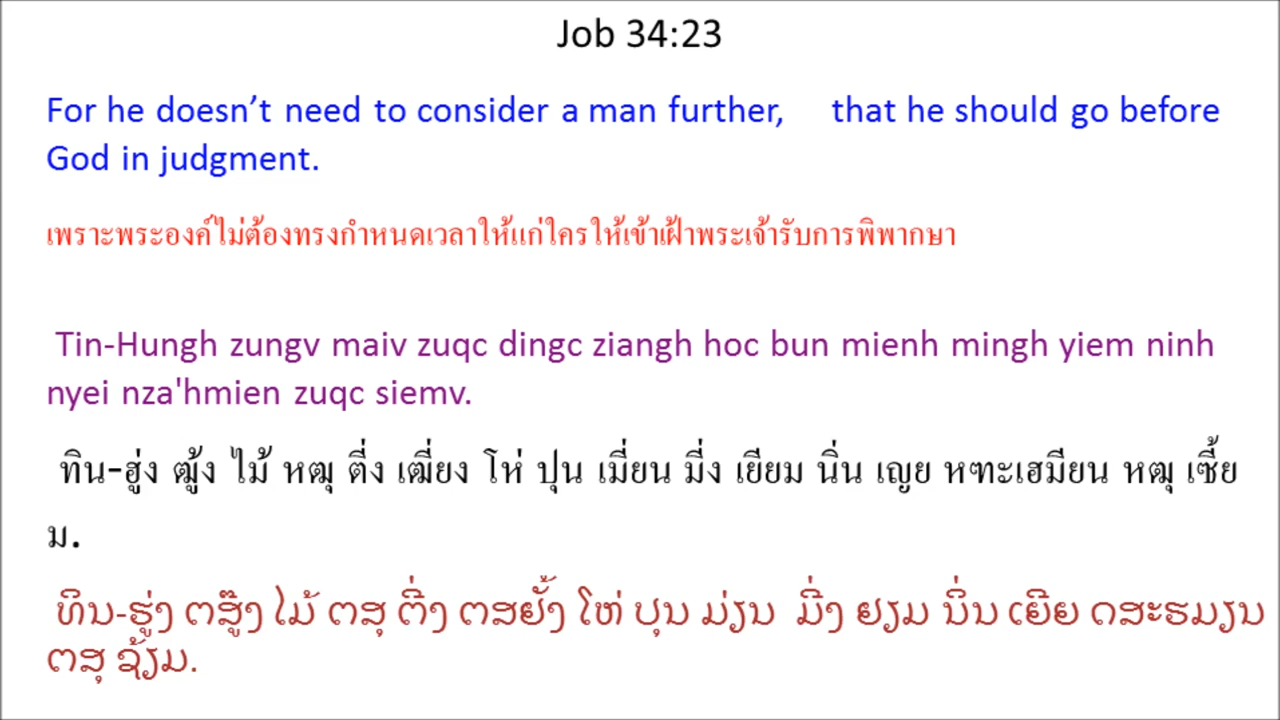 Job 34:23
For he doesn’t need to consider a man further, that he should go before
God in judgment.
เพราะพระองค์ไม่ต้องทรงกำหนดเวลาให้แก่ใครให้เข้าเฝ้าพระเจ้ารับการพิพากษา
Tin-Hungh zungv maiv zuqc dingc ziangh hoc bun mienh mingh yiem ninh
nyei nza'hmien zuqc siemv.
ทิน-ฮู่ง ฒู้ง ไม้ หฒุ ตี่ง เฒี่ยง โห่ ปุน เมี่ยน มี่ง เยียม นิ่น เญย หฑะเฮมียน หฒุ เซี้ย
ม.
ທິນ-ຮູ່ງ ຕສູ໊ງ ໄມ້ ຕສຸ ຕີ່ງ ຕສຢັ້ງ ໂຫ່ ປຸນ ມ່ຽນ ມີ່ງ ຢຽມ ນິ່ນ ເຍີຍ ດສະຮມຽນ
ຕສຸ ຊ້ຽມ.